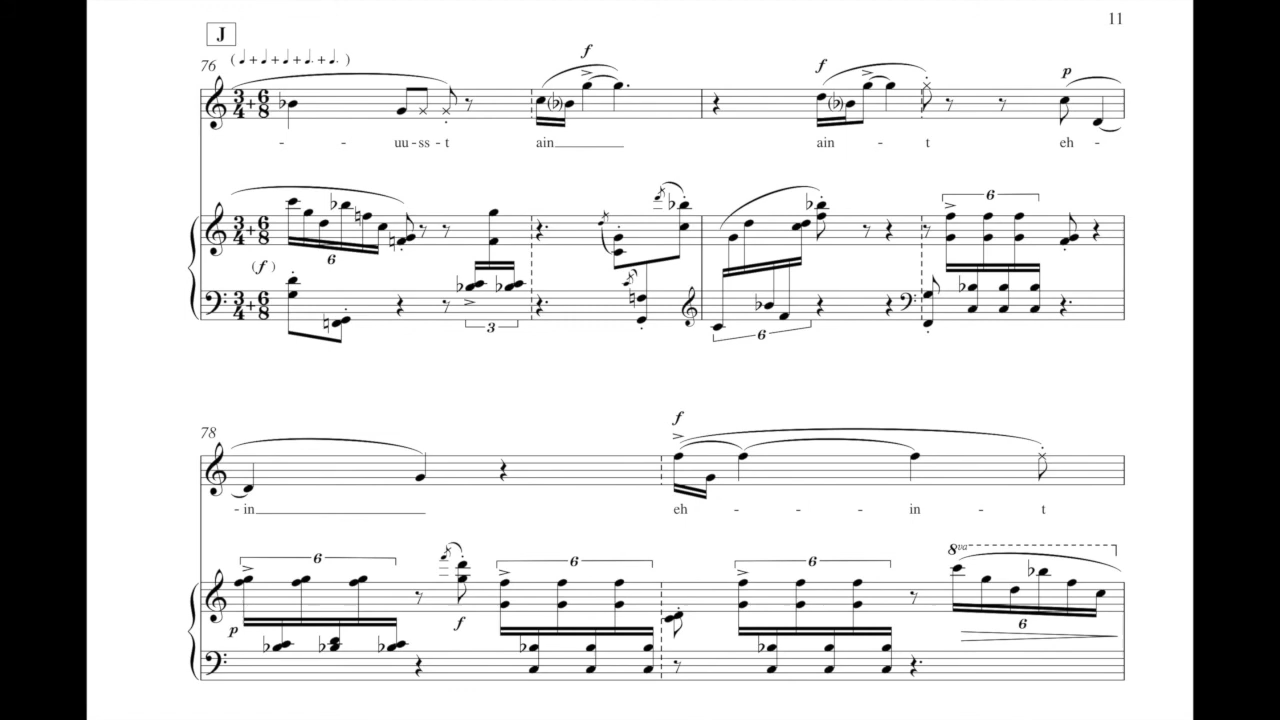 11
J
76 (♩+♩+♩+♩.+♩.)
f f p
- - uu - ss - t ain ain - t eh -
6 6
(f)
3 6
78
f
- in eh - - - in - t
6 6 6 8va
p f 6